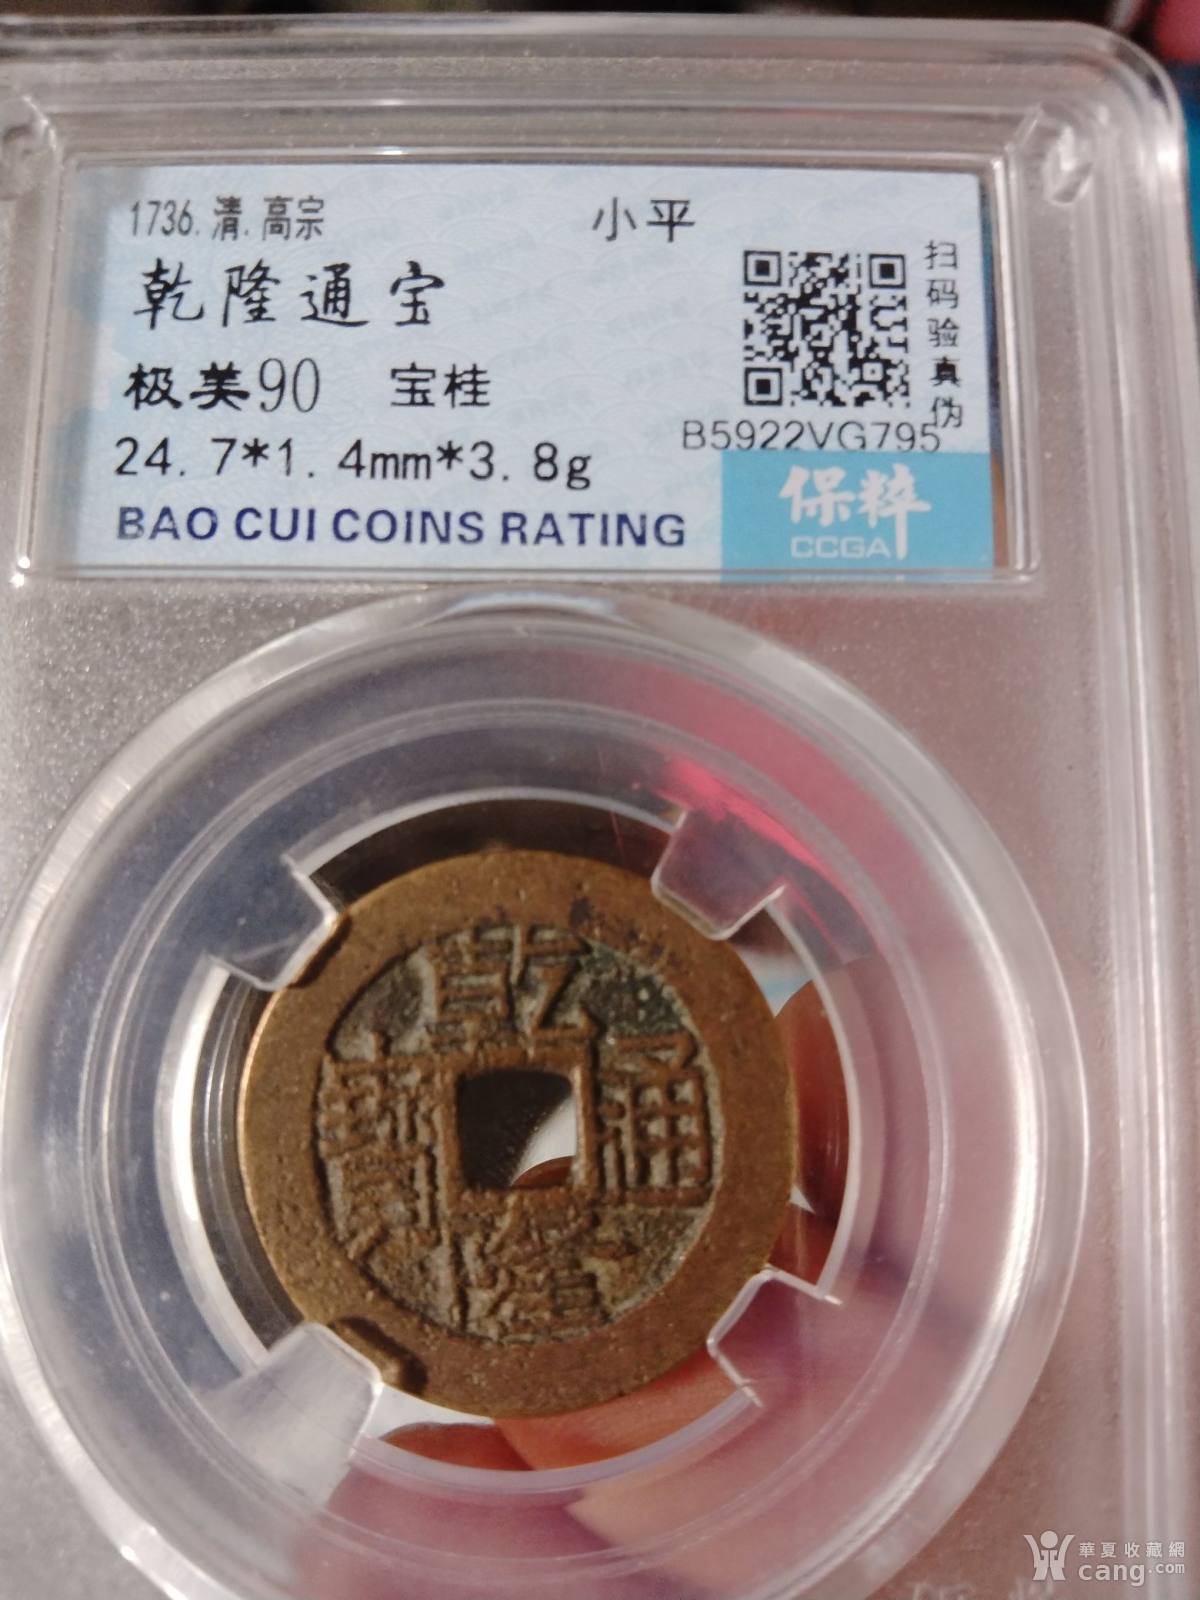 1736.清.高宗 小平
乾隆通宝
极美90 宝桂
24.7*1.4mm*3.8g
BAO CUI COINS RATING
扫码验真伪
B5922VG795
保粹
CCGA
乾隆通寶
華夏收藏網
cang.com